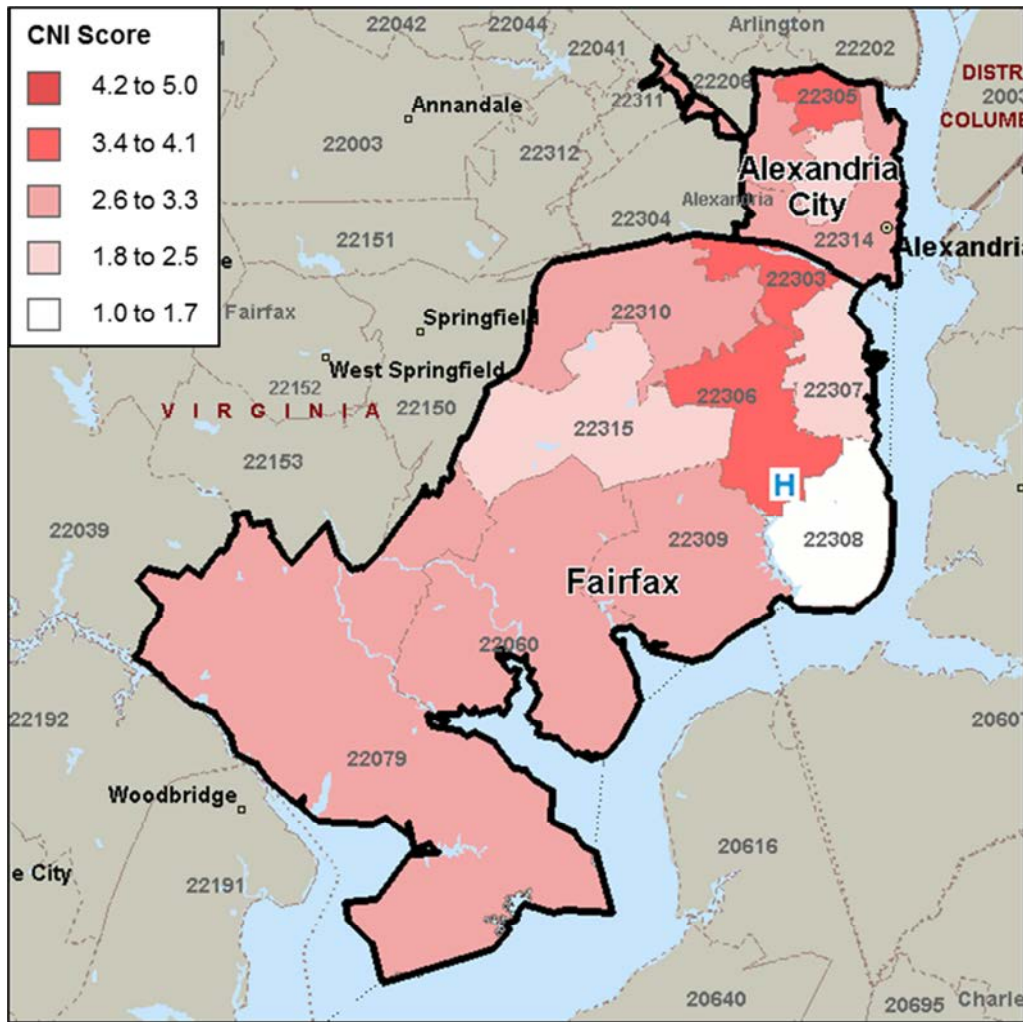 CNI Score
4.2 to 5.0
3.4 to 4.1
2.6 to 3.3
1.8 to 2.5
1.0 to 1.7
22042
22044
Arlington
22041
22202
22206
DISTR
2003
COLUME
22311
22305
Annandale
22003
22312
Alexandria
City
Alexandria
22304
22314
Alexandria
22151
e
22303
Fairfax
Springfield
22310
West Springfield
22152
22150
22306
22307
VIRGINIA
22315
22153
H
22039
22309
22308
Fairfax
22060
22192
2060
22079
Woodbridge
20616
e City
22191
20640
20695
Charle